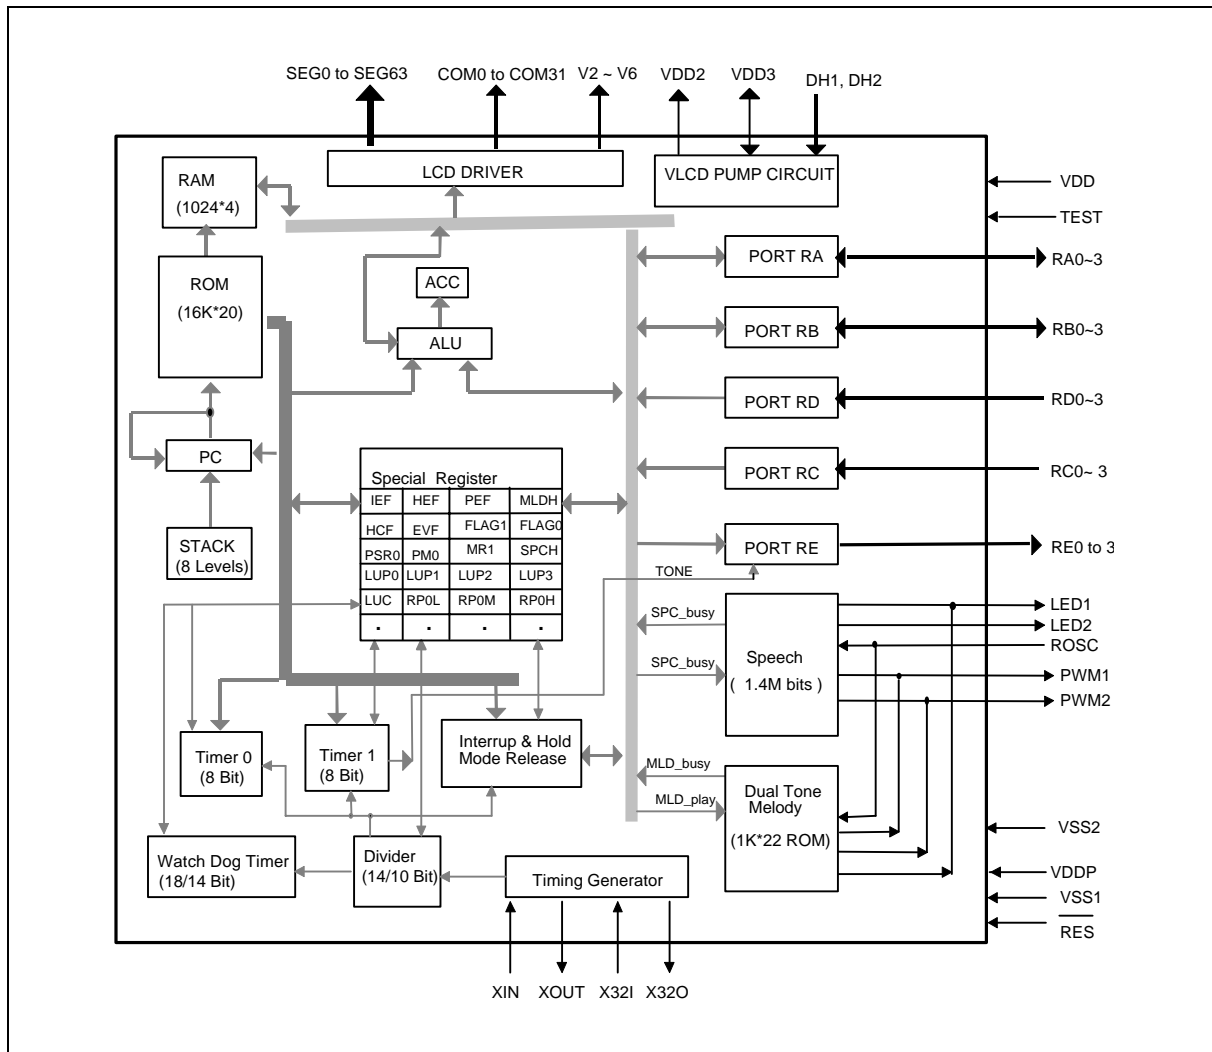 SEG0 to SEG63
COM0 to COM31
V2 ~ V6
VDD2
VDD3
DH1, DH2
LCD DRIVER
VLCD PUMP CIRCUIT
RAM
(1024*4)
VDD
TEST
ROM
(16K*20)
ACC
ALU
PORT RA
RA0~3
PORT RB
RB0~3
PORT RD
RD0~3
PC
PORT RC
RC0~ 3
STACK
(8 Levels)
Special Register
IEF HEF PEF MLDH
HCF EVF FLAG1 FLAG0
PSR0 PM0 MR1 SPCH
LUP0 LUP1 LUP2 LUP3
LUC RP0L RP0M RP0H
. . . .
PORT RE
RE0 to 3
TONE
SPC_busy
SPC_busy
Speech
( 1.4M bits )
LED1
LED2
ROSC
PWM1
PWM2
Timer 0
(8 Bit)
Timer 1
(8 Bit)
Interrup & Hold
Mode Release
MLD_busy
MLD_play
Dual Tone
Melody
(1K*22 ROM)
VSS2
VDDP
VSS1
RES
Watch Dog Timer
(18/14 Bit)
Divider
(14/10 Bit)
Timing Generator
XIN
XOUT
X32I
X32O